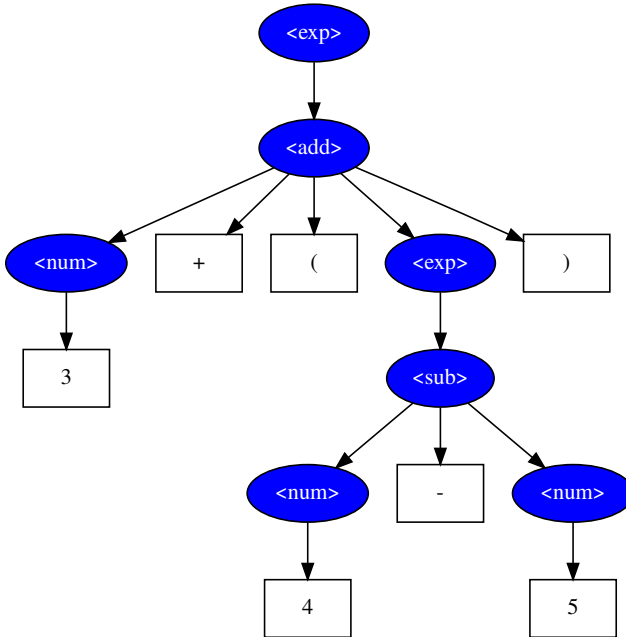 <exp>
<add>
<num> + ( <exp> )
3 <sub>
<num> - <num>
4 5